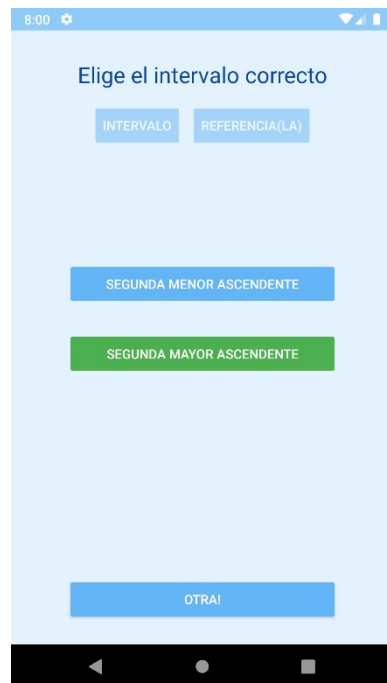 8:00
Elige el intervalo correcto
INTERVALO REFERENCIA(LA)
SEGUNDA MENOR ASCENDENTE
SEGUNDA MAYOR ASCENDENTE
OTRA!